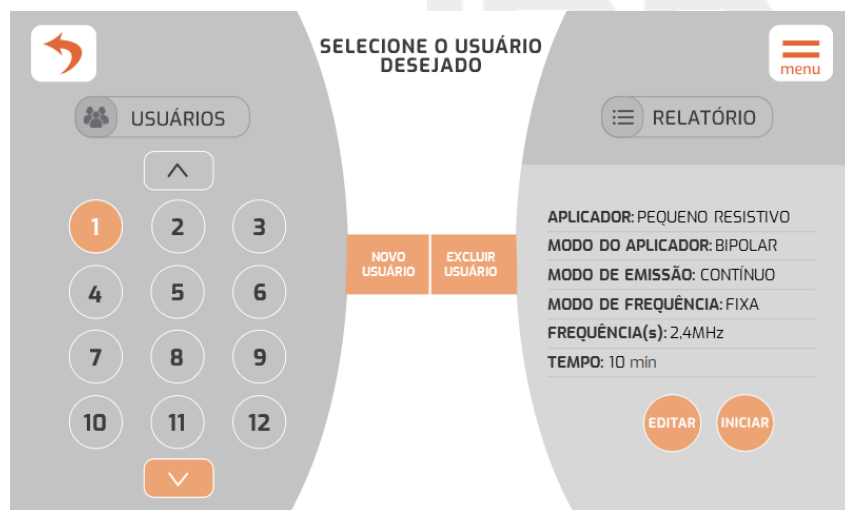 SELECIONE O USUÁRIO
DESEJADO
menu
USUÁRIOS
1 2 3
4 5 6
7 8 9
10 11 12
NOVO
USUÁRIO
EXCLUIR
USUÁRIO
RELATÓRIO
APLICADOR: PEQUENO RESISTIVO
MODO DO APLICADOR: BIPOLAR
MODO DE EMISSÃO: CONTÍNUO
MODO DE FREQUÊNCIA: FIXA
FREQUÊNCIA(s): 2,4MHz
TEMPO: 10 min
EDITAR
INICIAR